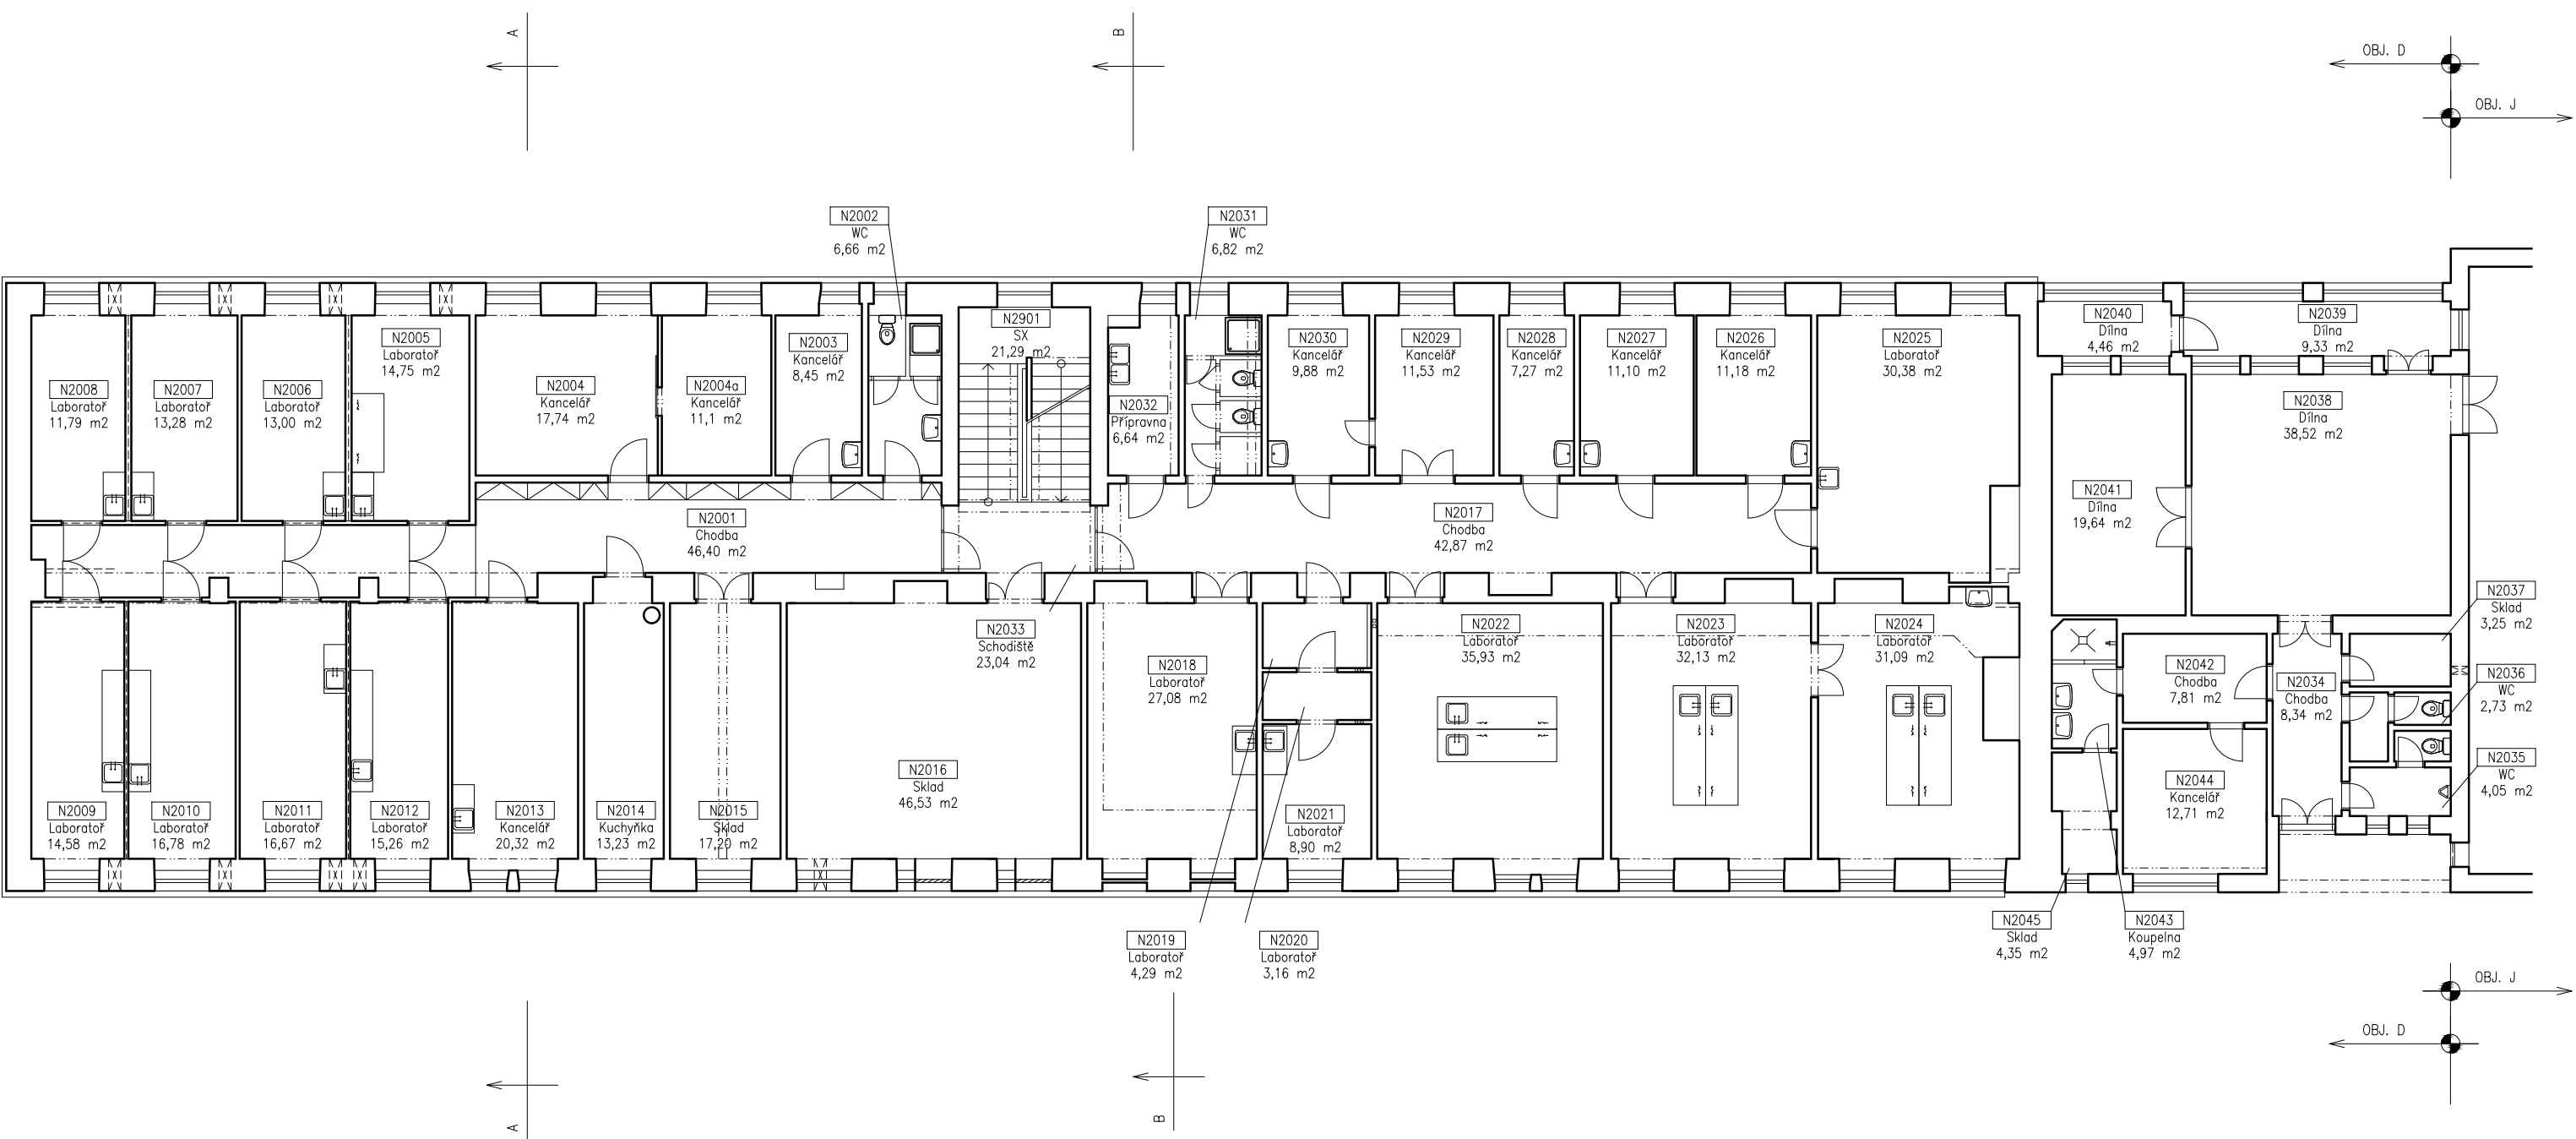 A
B
OBJ. D
OBJ. J
N2002
WC
6,66 m2
N2031
WC
6,82 m2
N2008
Laboratoř
11,79 m2
N2007
Laboratoř
13,28 m2
N2006
Laboratoř
13,00 m2
N2005
Laboratoř
14,75 m2
N2004
Kancelář
17,74 m2
N2004a
Kancelář
11,1 m2
N2003
Kancelář
8,45 m2
N2901
SX
21,29 m2
N2032
Přípravna
6,64 m2
N2030
Kancelář
9,88 m2
N2029
Kancelář
11,53 m2
N2028
Kancelář
7,27 m2
N2027
Kancelář
11,10 m2
N2026
Kancelář
11,18 m2
N2025
Laboratoř
30,38 m2
N2040
Dílna
4,46 m2
N2039
Dílna
9,33 m2
N2038
Dílna
38,52 m2
N2041
Dílna
19,64 m2
N2001
Chodba
46,40 m2
N2017
Chodba
42,87 m2
N2033
Schodiště
23,04 m2
N2018
Laboratoř
27,08 m2
N2022
Laboratoř
35,93 m2
N2023
Laboratoř
32,13 m2
N2024
Laboratoř
31,09 m2
N2042
Chodba
7,81 m2
N2034
Chodba
8,34 m2
N2037
Sklad
3,25 m2
N2036
WC
2,73 m2
N2035
WC
4,05 m2
N2009
Laboratoř
14,58 m2
N2010
Laboratoř
16,78 m2
N2011
Laboratoř
16,67 m2
N2012
Laboratoř
15,26 m2
N2013
Kancelář
20,32 m2
N2014
Kuchyňka
13,23 m2
N2015
Sklad
17,20 m2
N2016
Sklad
46,53 m2
N2021
Laboratoř
8,90 m2
N2044
Kancelář
12,71 m2
N2019
Laboratoř
4,29 m2
N2020
Laboratoř
3,16 m2
N2045
Sklad
4,35 m2
N2043
Koupelna
4,97 m2
OBJ. J
OBJ. D
A
B